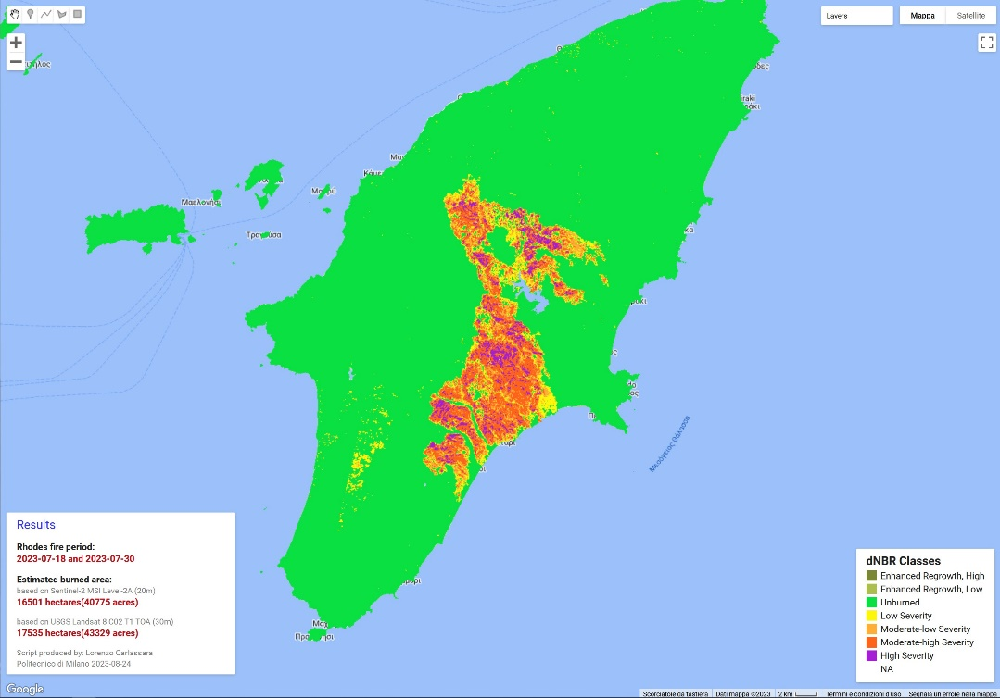 Layers
Mappa
Satellite
Μαελονήσι
Τραγούσα
Μεσόγειος Θάλασσα
Results
Rhodes fire period:
2023-07-18 and 2023-07-30
Estimated burned area:
based on Sentinel-2 MSI Level-2A (20m)
16501 hectares(40775 acres)
based on USGS Landsat 8 C02 T1 TOA (30m)
17535 hectares(43329 acres)
Script produced by: Lorenzo Carlassara
Politecnico di Milano 2023-08-24
dNBR Classes
Enhanced Regrowth, High
Enhanced Regrowth, Low
Unburned
Low Severity
Moderate-low Severity
Moderate-high Severity
High Severity
NA
Google
Scorciatoie da tastiera
Dati mappa ©2023
2 km
Termini e condizioni d'uso
Segnala un errore nella mappa